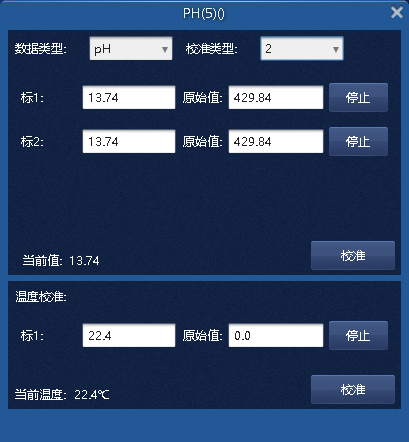 PH(5)()
数据类型: pH 校准类型: 2
标1: 13.74 原始值: 429.84 停止
标2: 13.74 原始值: 429.84 停止
当前值: 13.74 校准
温度校准:
标1: 22.4 原始值: 0.0 停止
当前温度: 22.4℃ 校准